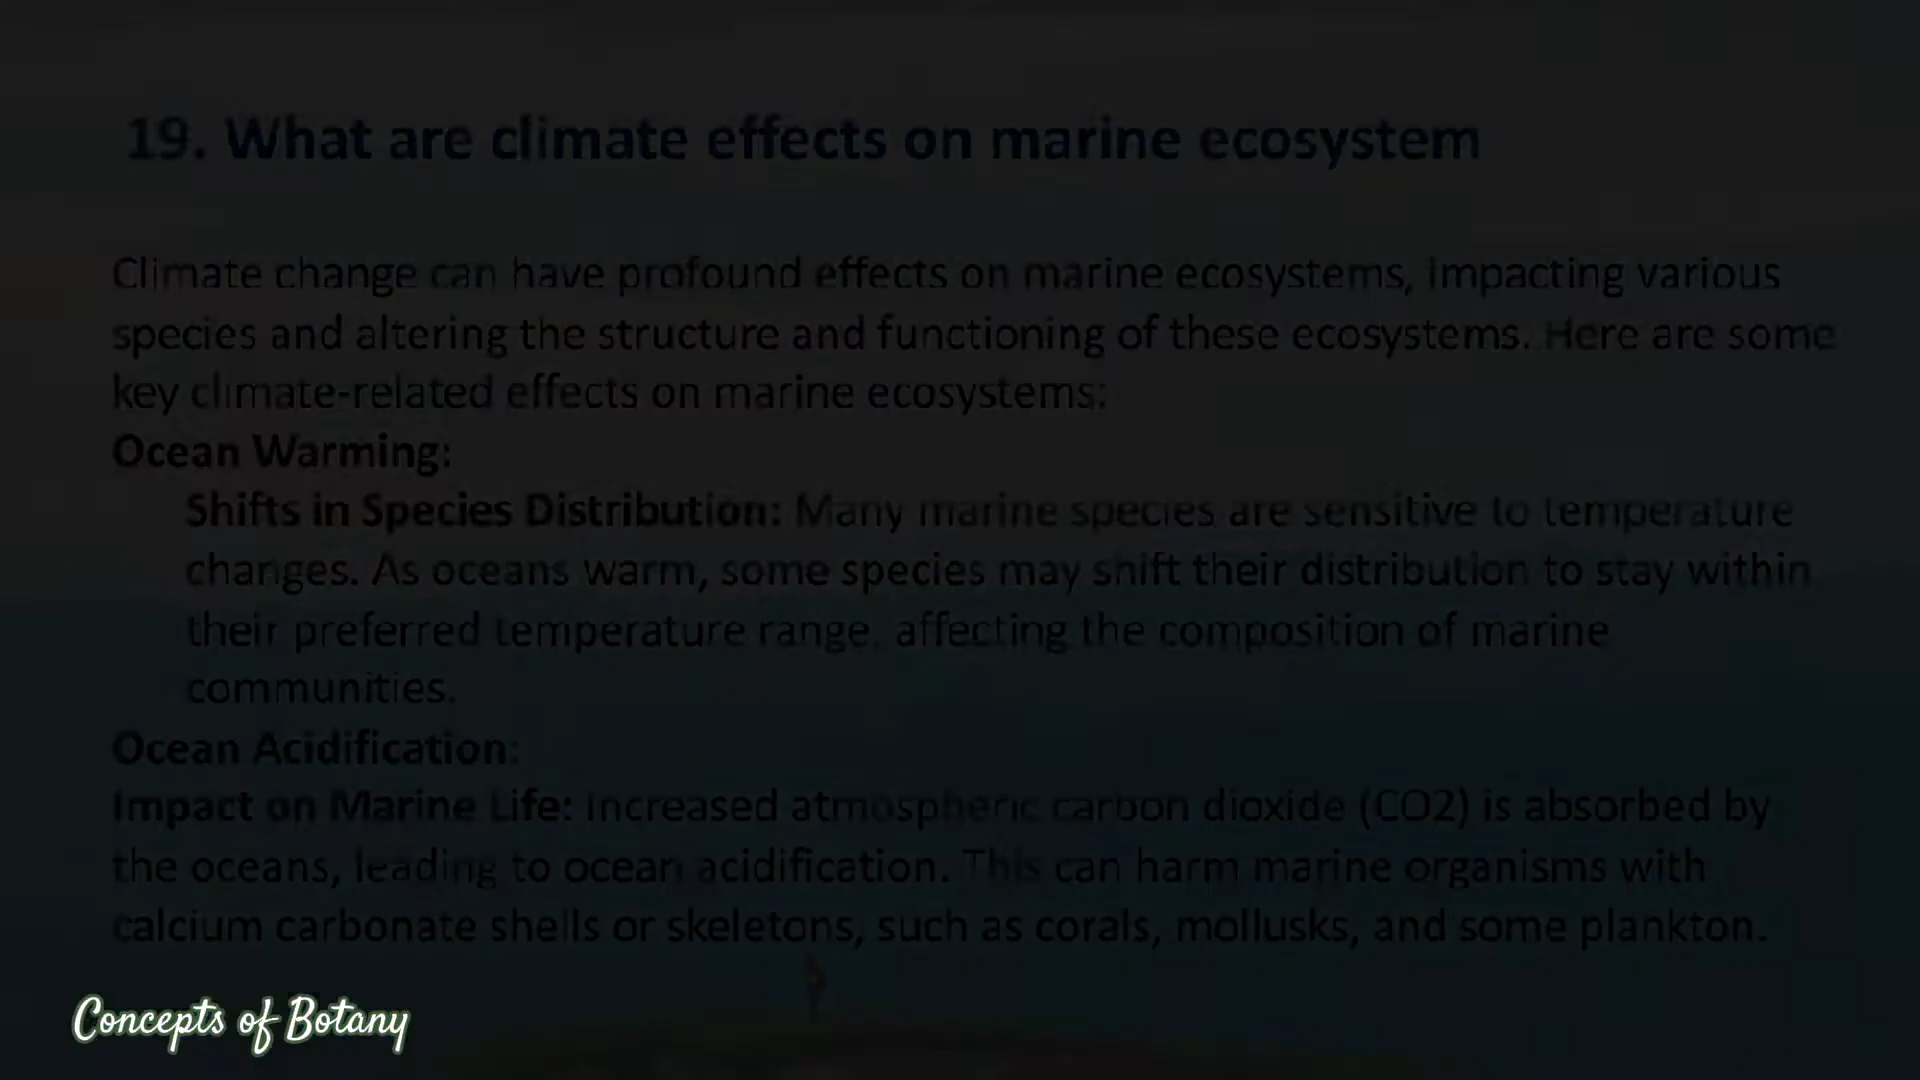 19. What are climate effects on marine ecosystem
Climate change can have profound effects on marine ecosystems, impacting various
species and altering the structure and functioning of these ecosystems. Here are some
key climate-related effects on marine ecosystems:
Ocean Warming:
Shifts in Species Distribution: Many marine species are sensitive to temperature
changes. As oceans warm, some species may shift their distribution to stay within
their preferred temperature range, affecting the composition of marine
communities.
Ocean Acidification:
Impact on Marine Life: Increased atmospheric carbon dioxide (CO2) is absorbed by
the oceans, leading to ocean acidification. This can harm marine organisms with
calcium carbonate shells or skeletons, such as corals, mollusks, and some plankton.
Concepts of Botany